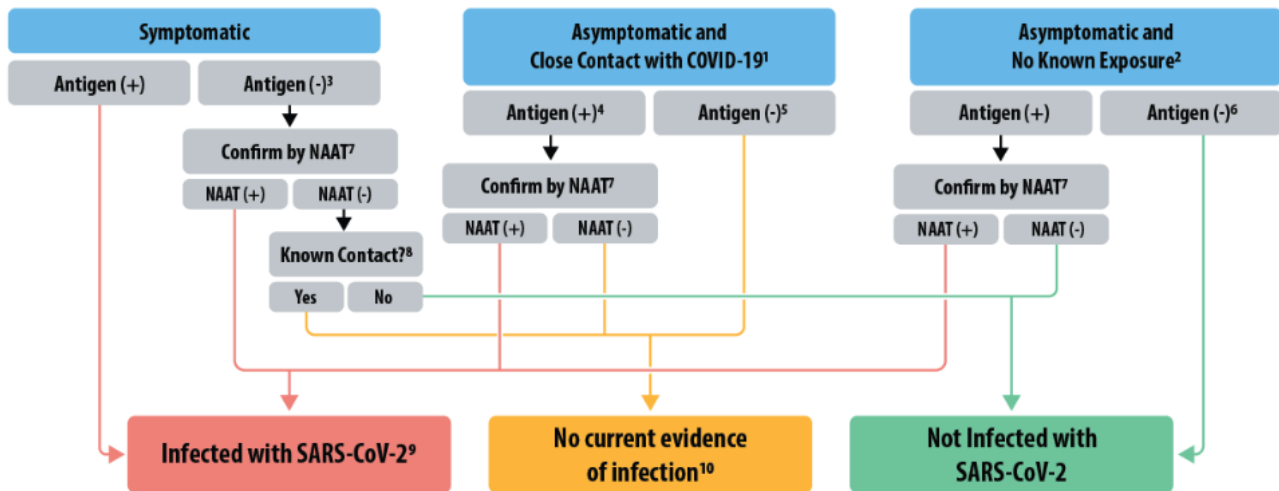 Symptomatic
Antigen (+)
Antigen (-)³
Confirm by NAAT⁷
NAAT (+)
NAAT (-)
Known Contact?⁸
Yes
No
Asymptomatic and
Close Contact with COVID-19¹
Antigen (+)⁴
Antigen (-)⁵
Confirm by NAAT⁷
NAAT (+)
NAAT (-)
Asymptomatic and
No Known Exposure²
Antigen (+)
Antigen (-)⁶
Confirm by NAAT⁷
NAAT (+)
NAAT (-)
Infected with SARS-CoV-2⁹
No current evidence
of infection¹⁰
Not Infected with
SARS-CoV-2